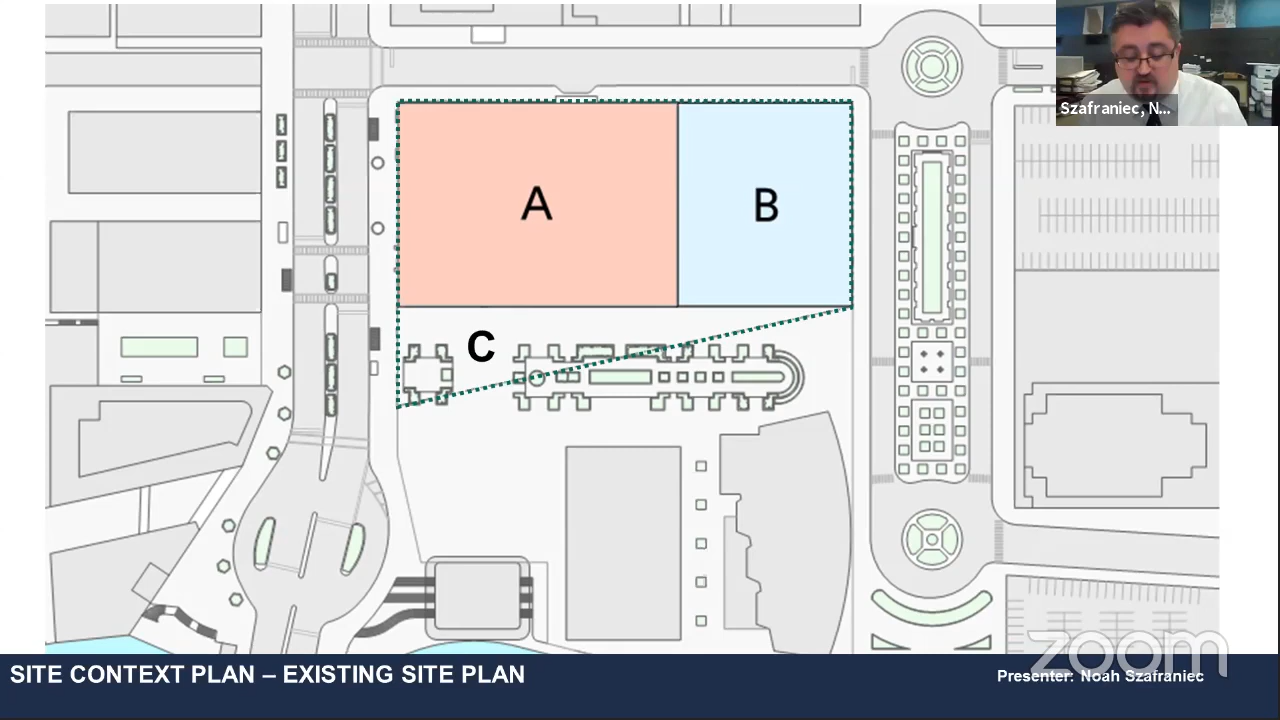 Szafraniec, N...
A
B
C
zoom
SITE CONTEXT PLAN – EXISTING SITE PLAN
Presenter: Noah Szafraniec